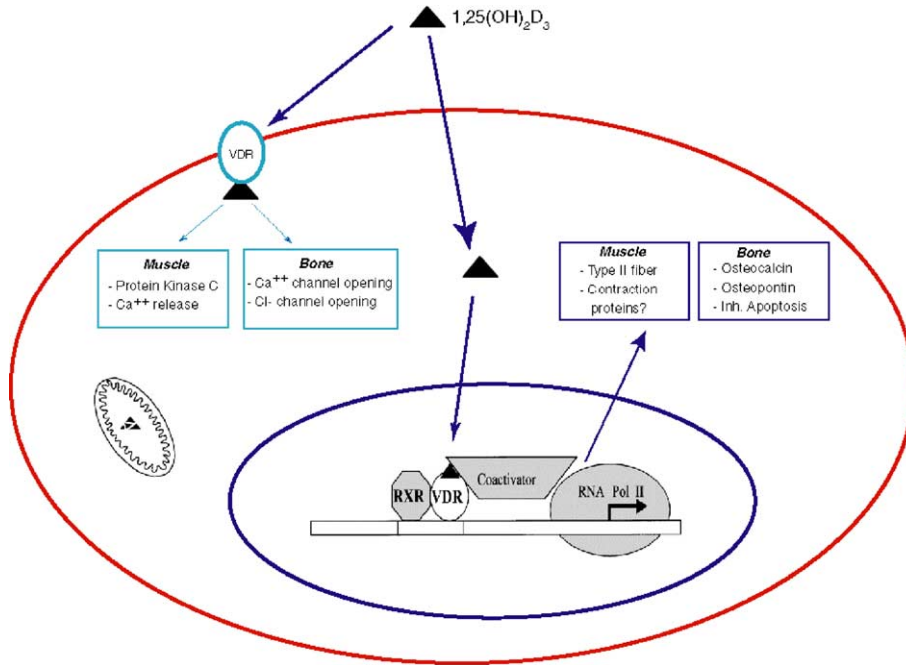 1,25(OH)₂D₃
VDR
Muscle
- Protein Kinase C
- Ca⁺⁺ release
Bone
- Ca⁺⁺ channel opening
- Cl- channel opening
Muscle
- Type II fiber
- Contraction
proteins?
Bone
- Osteocalcin
- Osteopontin
- Inh. Apoptosis
RXR
VDR
Coactivator
RNA Pol II